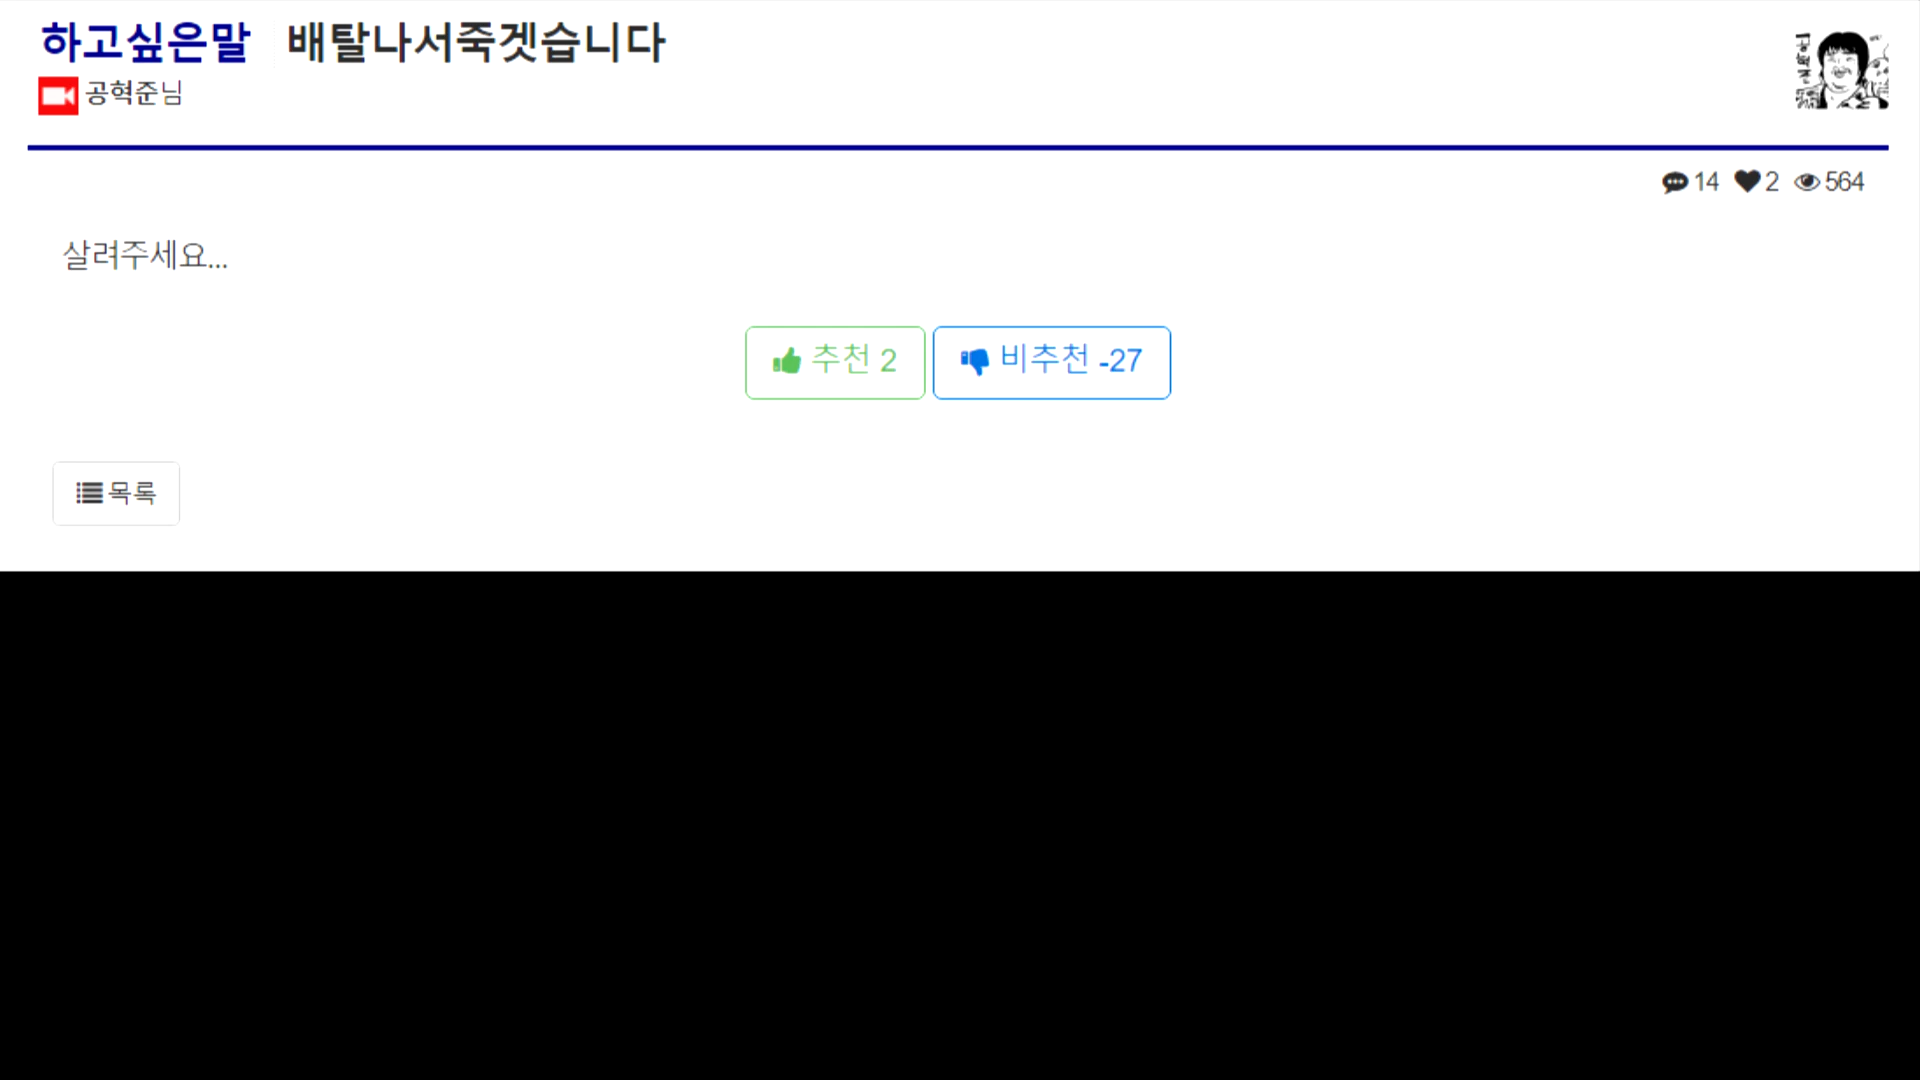 하고싶은말 배탈나서죽겟습니다
공혁준님
14 2 564
살려주세요...
추천 2 비추천 -27
목록